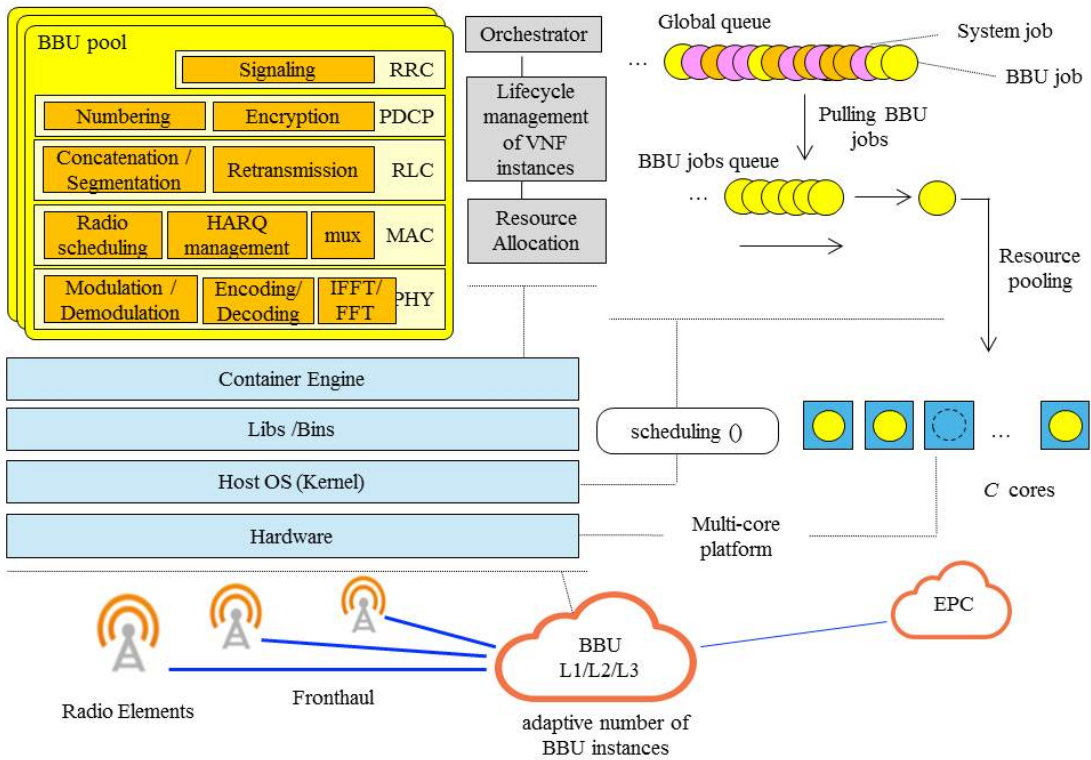 BBU pool
Signaling
RRC
Numbering
Encryption
PDCP
Concatenation /
Segmentation
Retransmission
RLC
Radio
scheduling
HARQ
management
mux
MAC
Modulation /
Demodulation
Encoding/
Decoding
IFFT/
FFT
PHY
Orchestrator
Lifecycle
management
of VNF
instances
Resource
Allocation
Global queue
System job
...
BBU job
Pulling BBU
jobs
BBU jobs queue
...
Resource
pooling
Container Engine
Libs /Bins
Host OS (Kernel)
Hardware
scheduling ()
...
C cores
Multi-core
platform
Radio Elements
Fronthaul
BBU
L1/L2/L3
adaptive number of
BBU instances
EPC